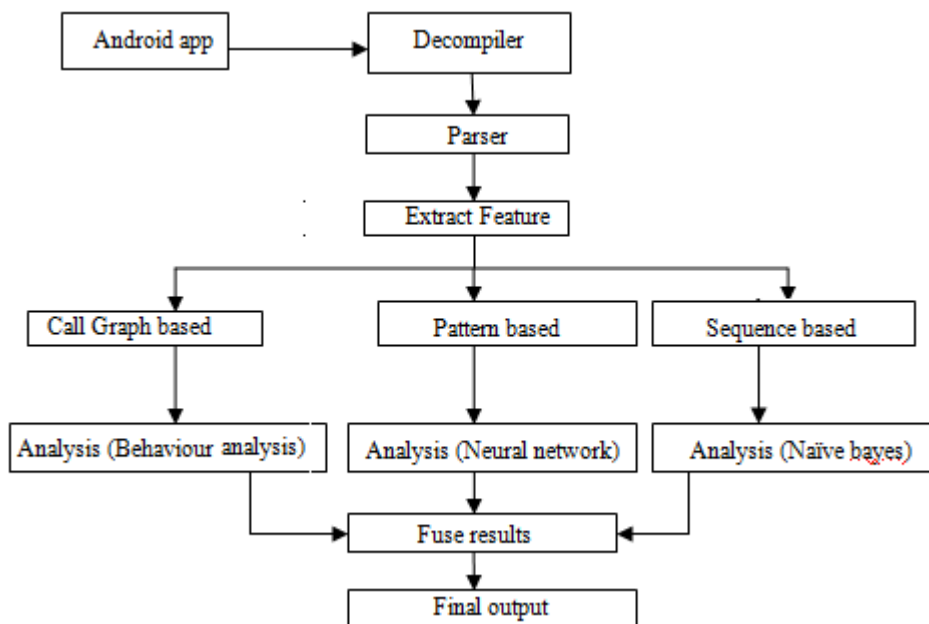 Android app
Decompiler
Parser
Extract Feature
Call Graph based
Pattern based
Sequence based
Analysis (Behaviour analysis)
Analysis (Neural network)
Analysis (Naïve bayes)
Fuse results
Final output